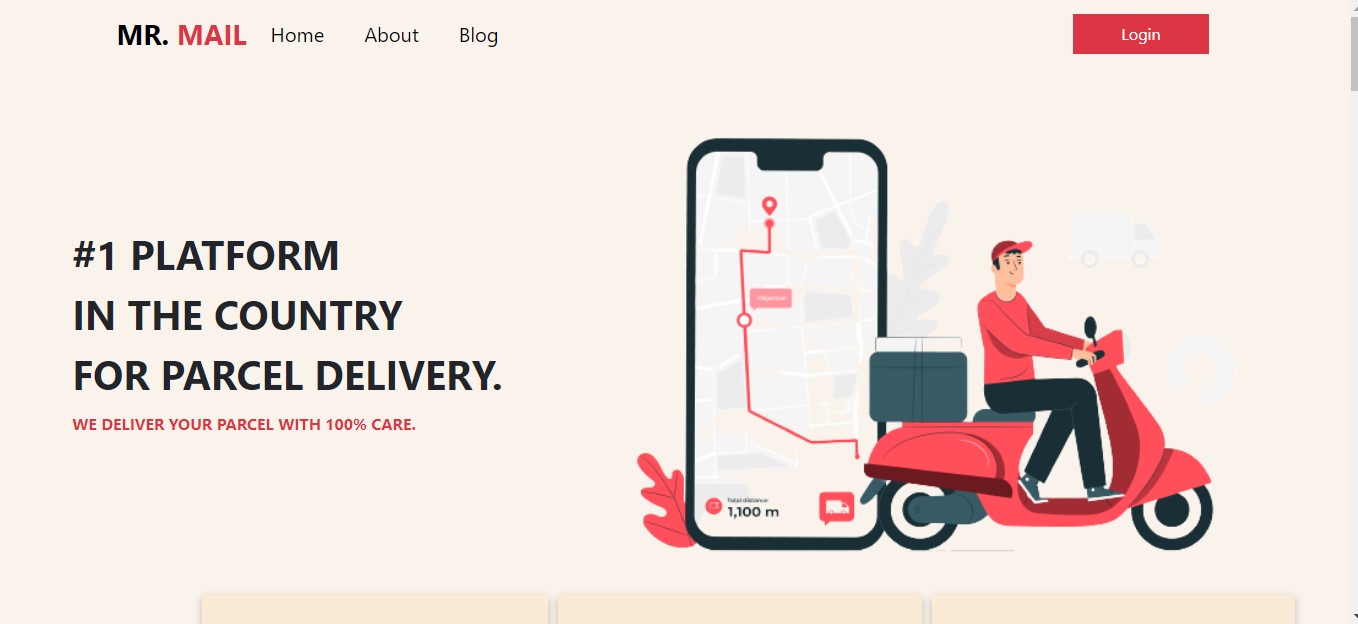 MR. MAIL Home About Blog Login
#1 PLATFORM
IN THE COUNTRY
FOR PARCEL DELIVERY.
WE DELIVER YOUR PARCEL WITH 100% CARE.
Objective
Total distance
1,100 m